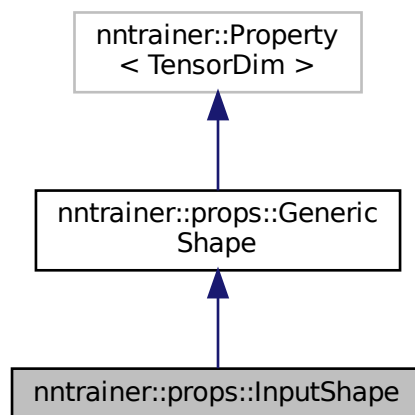 nntrainer::Property
< TensorDim >
nntrainer::props::Generic
Shape
nntrainer::props::InputShape